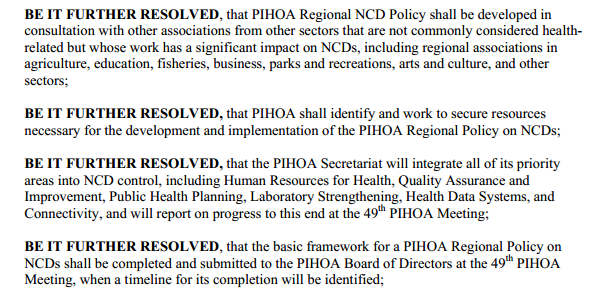 BE IT FURTHER RESOLVED, that PIHOA Regional NCD Policy shall be developed in
consultation with other associations from other sectors that are not commonly considered health-
related but whose work has a significant impact on NCDs, including regional associations in
agriculture, education, fisheries, business, parks and recreations, arts and culture, and other
sectors;
BE IT FURTHER RESOLVED, that PIHOA shall identify and work to secure resources
necessary for the development and implementation of the PIHOA Regional Policy on NCDs;
BE IT FURTHER RESOLVED, that the PIHOA Secretariat will integrate all of its priority
areas into NCD control, including Human Resources for Health, Quality Assurance and
Improvement, Public Health Planning, Laboratory Strengthening, Health Data Systems, and
Connectivity, and will report on progress to this end at the 49th PIHOA Meeting;
BE IT FURTHER RESOLVED, that the basic framework for a PIHOA Regional Policy on
NCDs shall be completed and submitted to the PIHOA Board of Directors at the 49th PIHOA
Meeting, when a timeline for its completion will be identified;